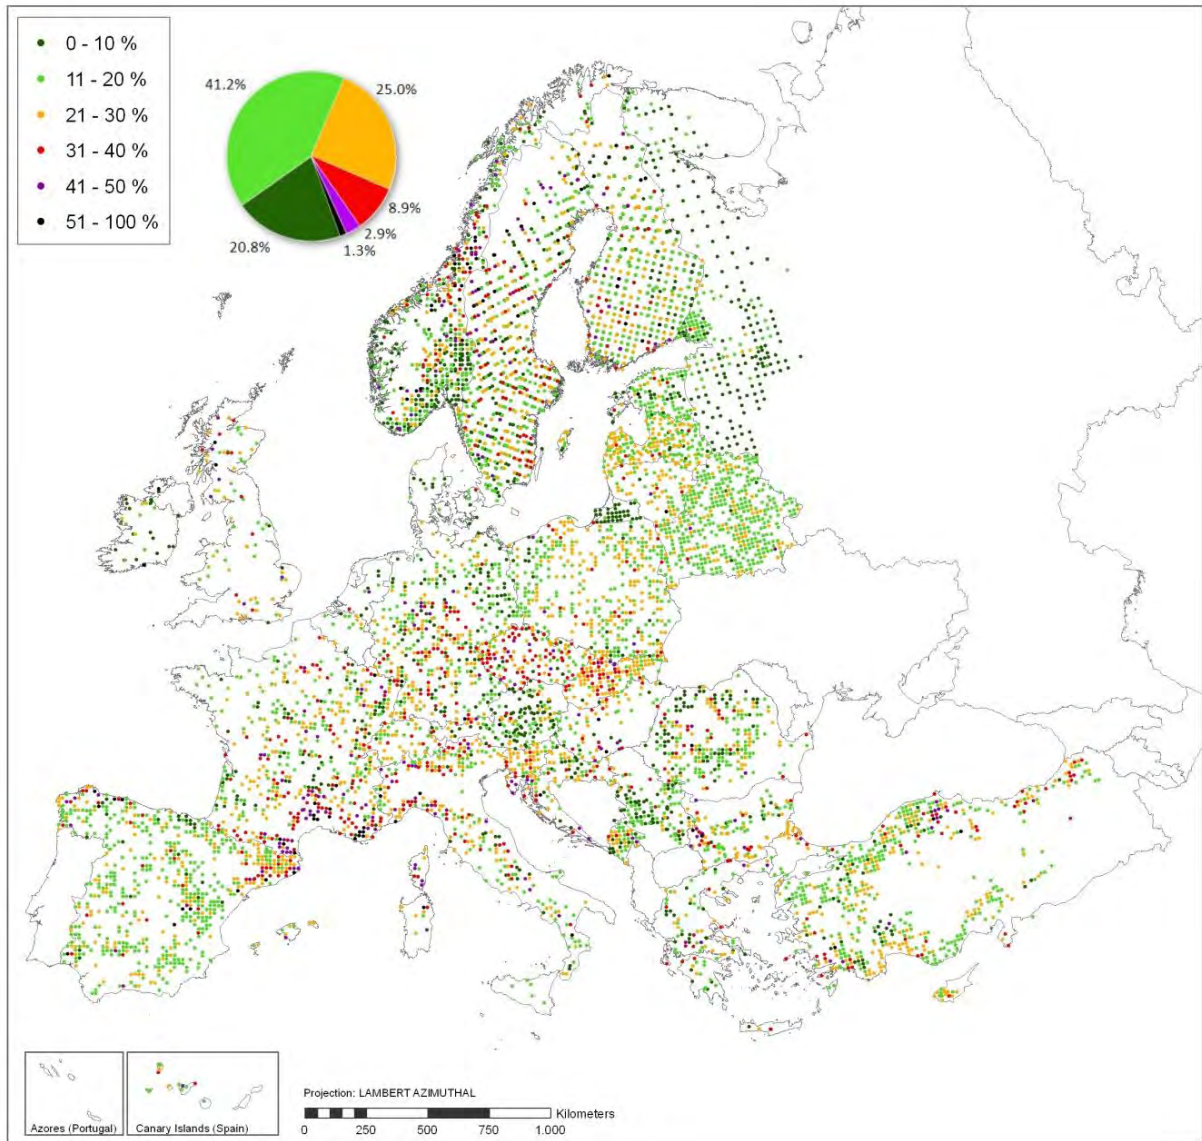 0 - 10 %
11 - 20 %
21 - 30 %
31 - 40 %
41 - 50 %
51 - 100 %
41.2%
25.0%
8.9%
2.9%
1.3%
20.8%
Projection: LAMBERT AZIMUTHAL
Kilometers
0 250 500 750 1.000
Azores (Portugal)
Canary Islands (Spain)